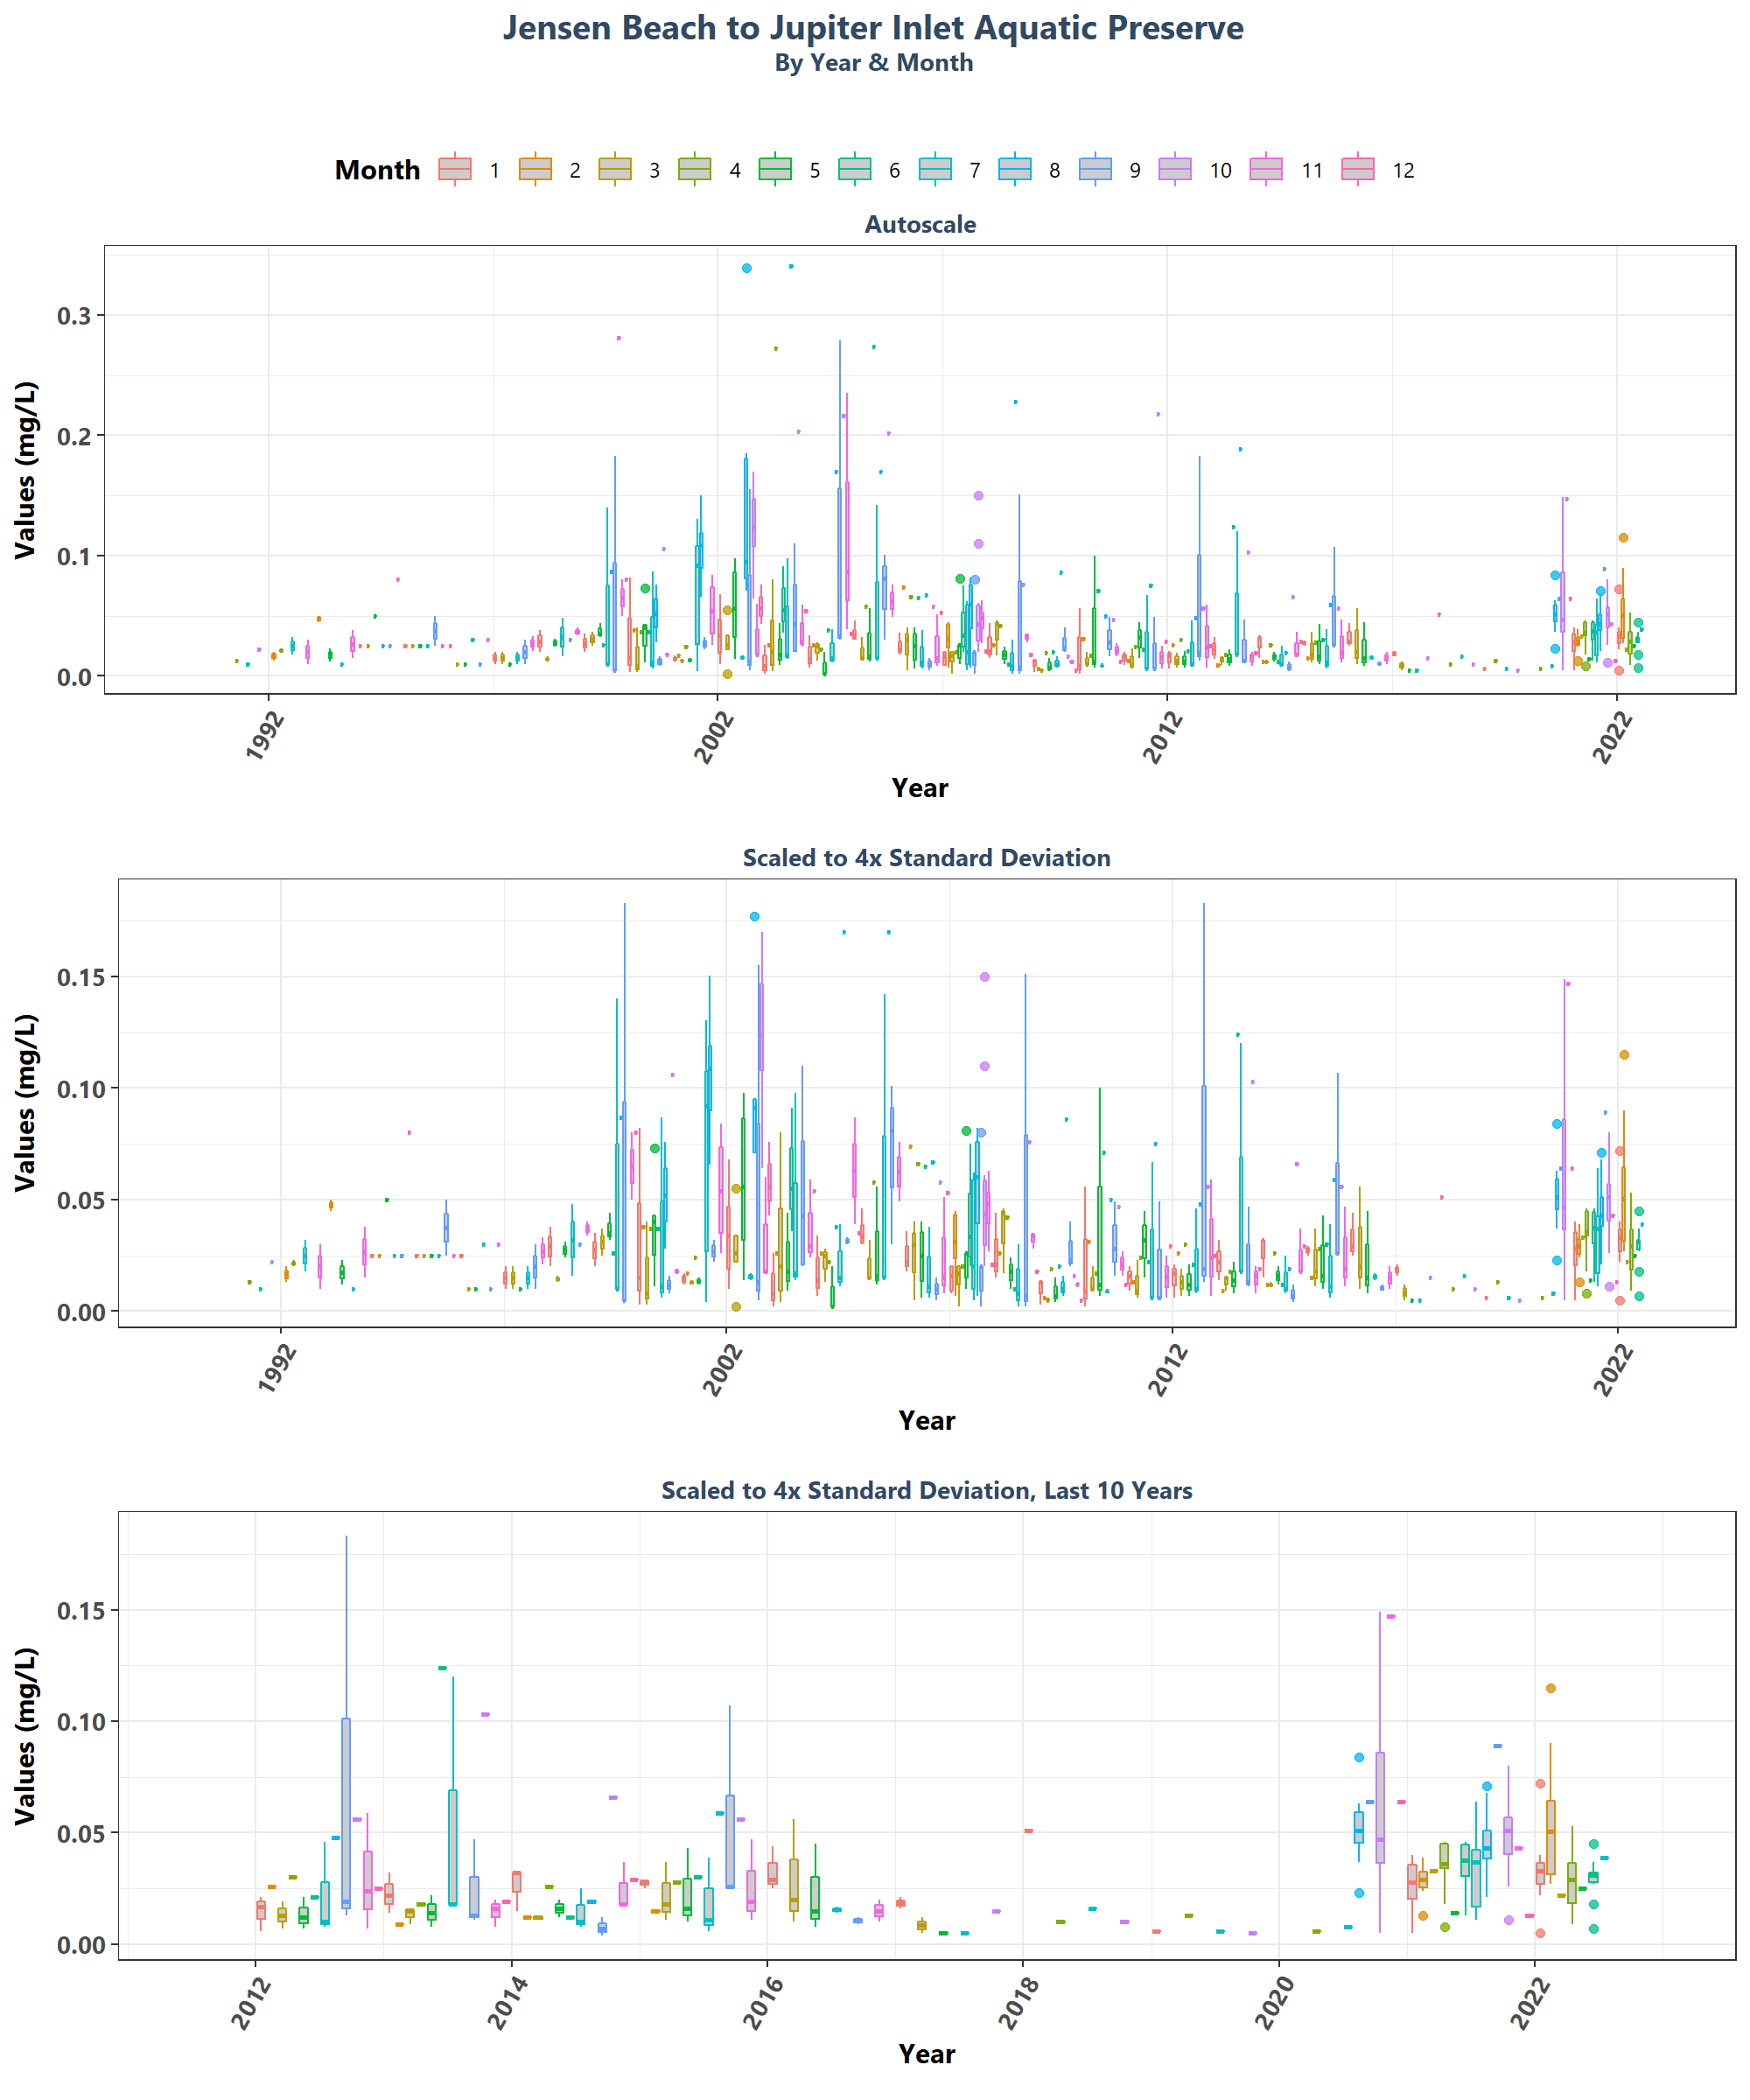 Jensen Beach to Jupiter Inlet Aquatic Preserve
By Year & Month
Month 1 2 3 4 5 6 7 8 9 10 11 12
Autoscale
Values (mg/L)
0.3
0.2
0.1
0.0
1992 2002 2012 2022
Year
Scaled to 4x Standard Deviation
Values (mg/L)
0.15
0.10
0.05
0.00
1992 2002 2012 2022
Year
Scaled to 4x Standard Deviation, Last 10 Years
Values (mg/L)
0.15
0.10
0.05
0.00
2012 2014 2016 2018 2020 2022
Year